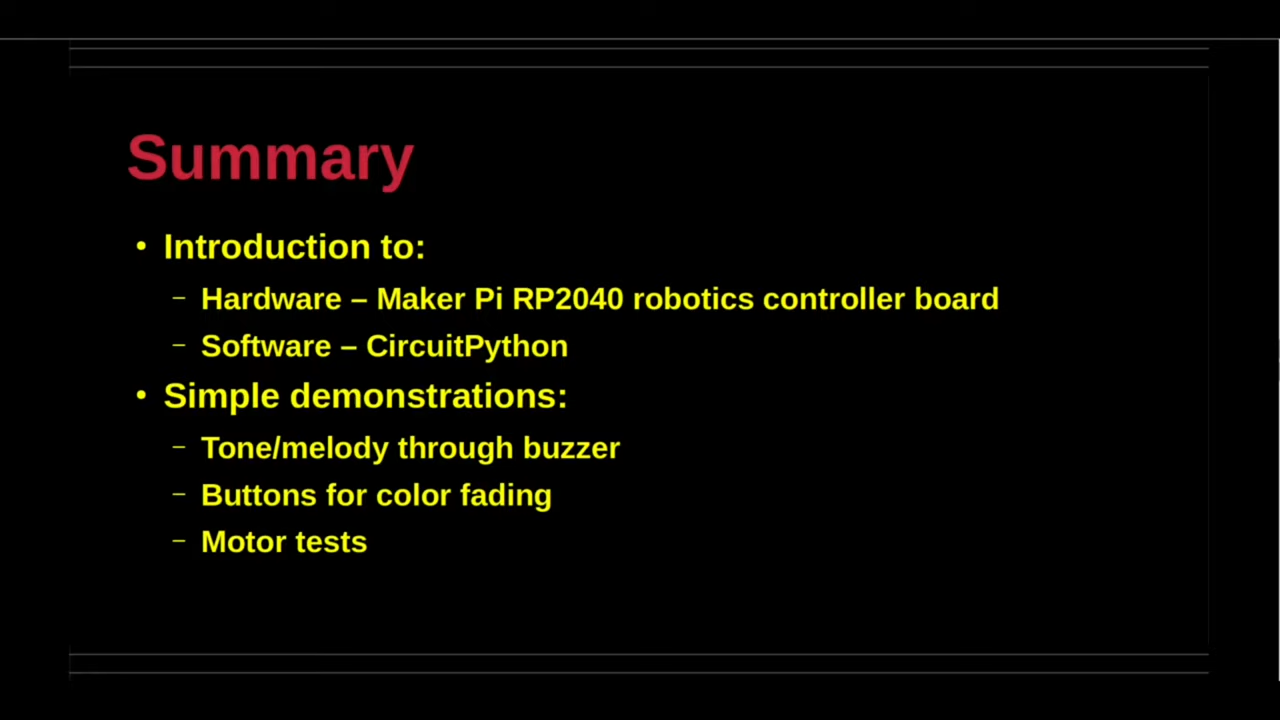 Summary
• Introduction to:
– Hardware – Maker Pi RP2040 robotics controller board
– Software – CircuitPython
• Simple demonstrations:
– Tone/melody through buzzer
– Buttons for color fading
– Motor tests